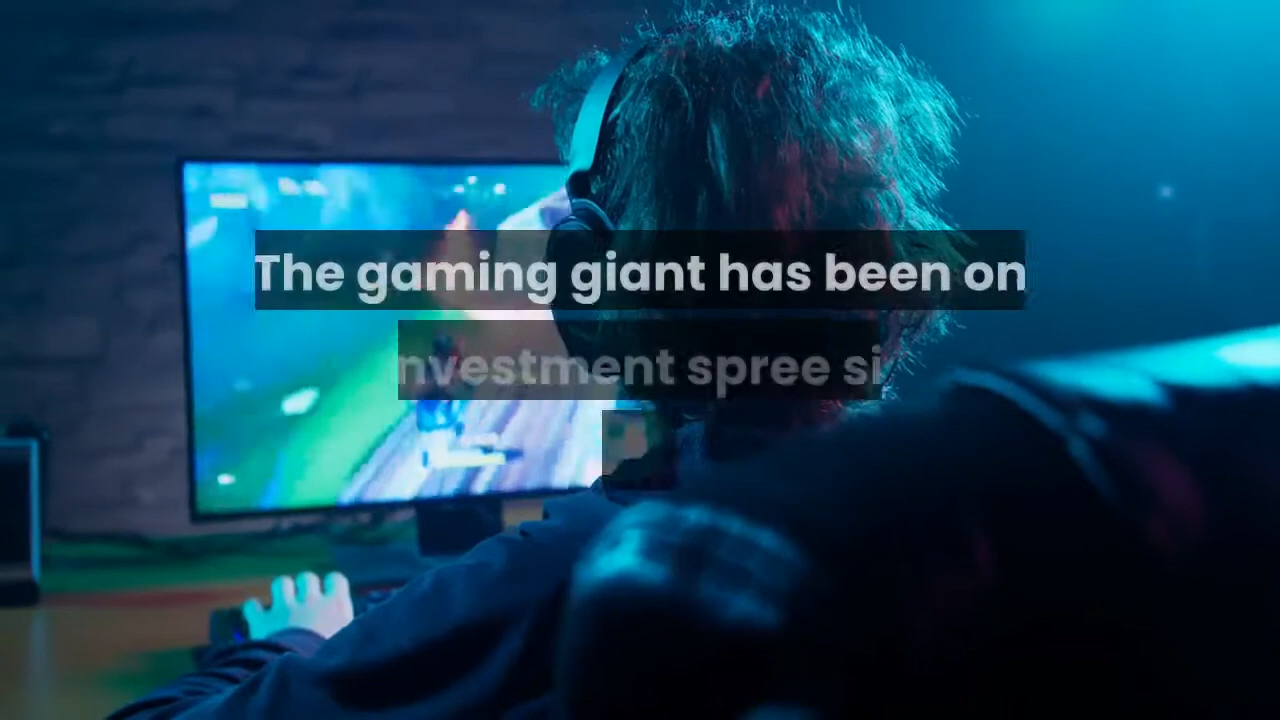 The gaming giant has been on
nvestment spree si